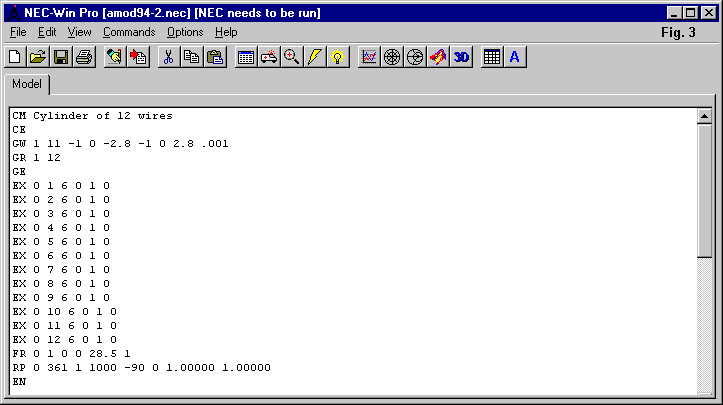 NEC-Win Pro [amod94-2.nec] [NEC needs to be run]
File Edit View Commands Options Help Fig. 3
3D A
Model
CM Cylinder of 12 wires
CE
GW 1 11 -1 0 -2.8 -1 0 2.8 .001
GR 1 12
GE
EX 0 1 6 0 1 0
EX 0 2 6 0 1 0
EX 0 3 6 0 1 0
EX 0 4 6 0 1 0
EX 0 5 6 0 1 0
EX 0 6 6 0 1 0
EX 0 7 6 0 1 0
EX 0 8 6 0 1 0
EX 0 9 6 0 1 0
EX 0 10 6 0 1 0
EX 0 11 6 0 1 0
EX 0 12 6 0 1 0
FR 0 1 0 0 28.5 1
RP 0 361 1 1000 -90 0 1.00000 1.00000
EN